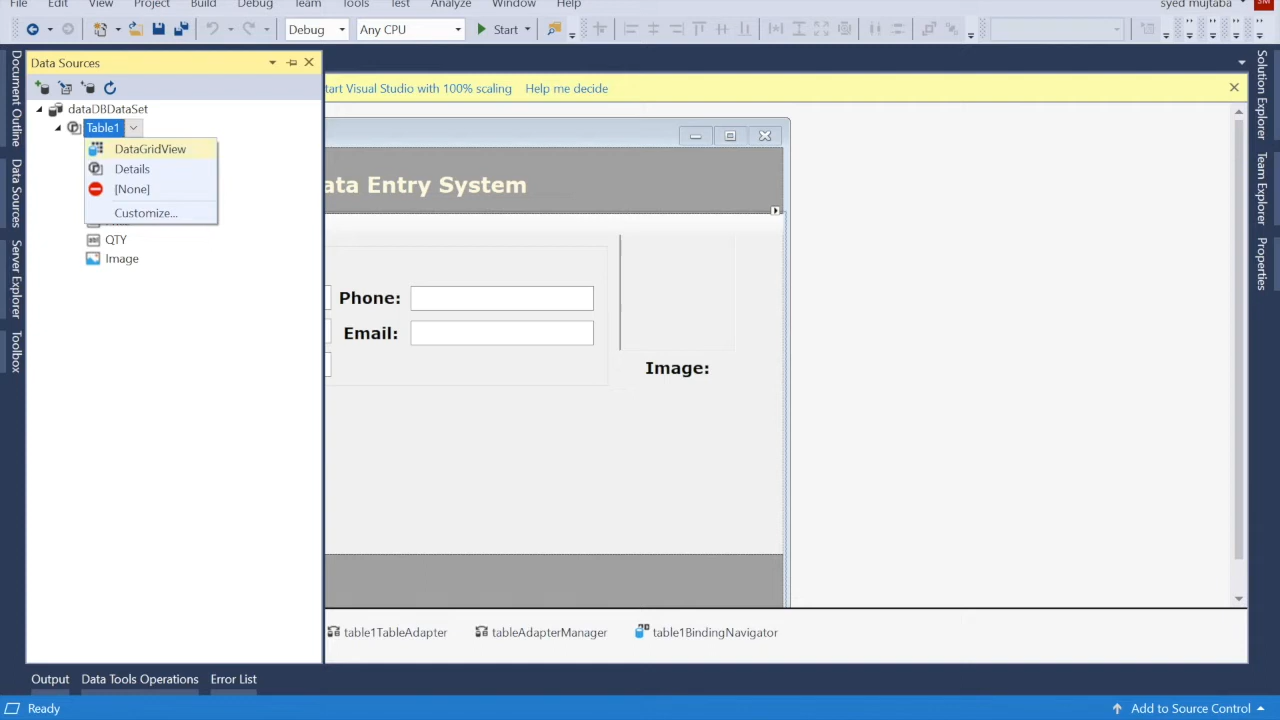 File Edit View Project Build Debug Team Tools Test Analyze Window Help syed mujtaba SM
Debug Any CPU Start
Data Sources
Document Outline
Data Sources
Server Explorer
Toolbox
dataDBDataSet
Table1
DataGridView
Details
[None]
Customize...
QTY
Image
tart Visual Studio with 100% scaling Help me decide
ata Entry System
Phone:
Email:
Image:
Solution Explorer
Team Explorer
Properties
table1TableAdapter tableAdapterManager table1BindingNavigator
Output Data Tools Operations Error List
Ready Add to Source Control